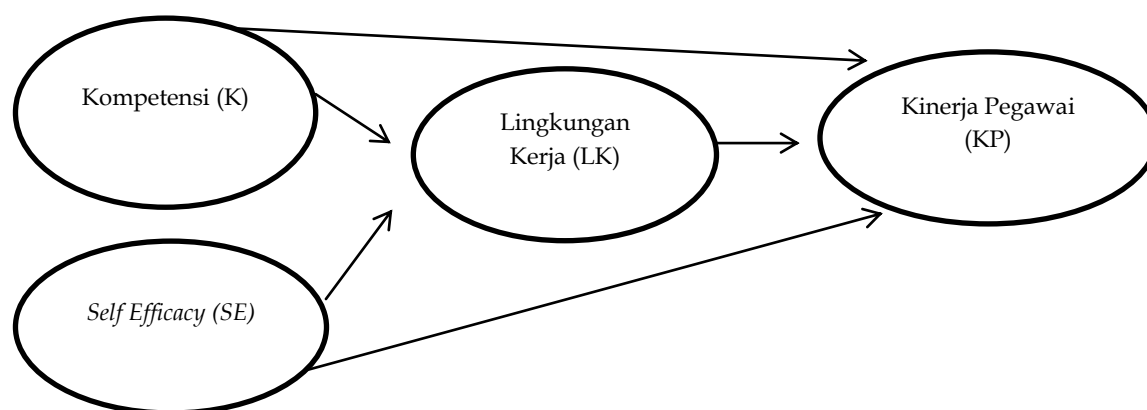 Kompetensi (K)
Lingkungan
Kerja (LK)
Kinerja Pegawai
(KP)
Self Efficacy (SE)